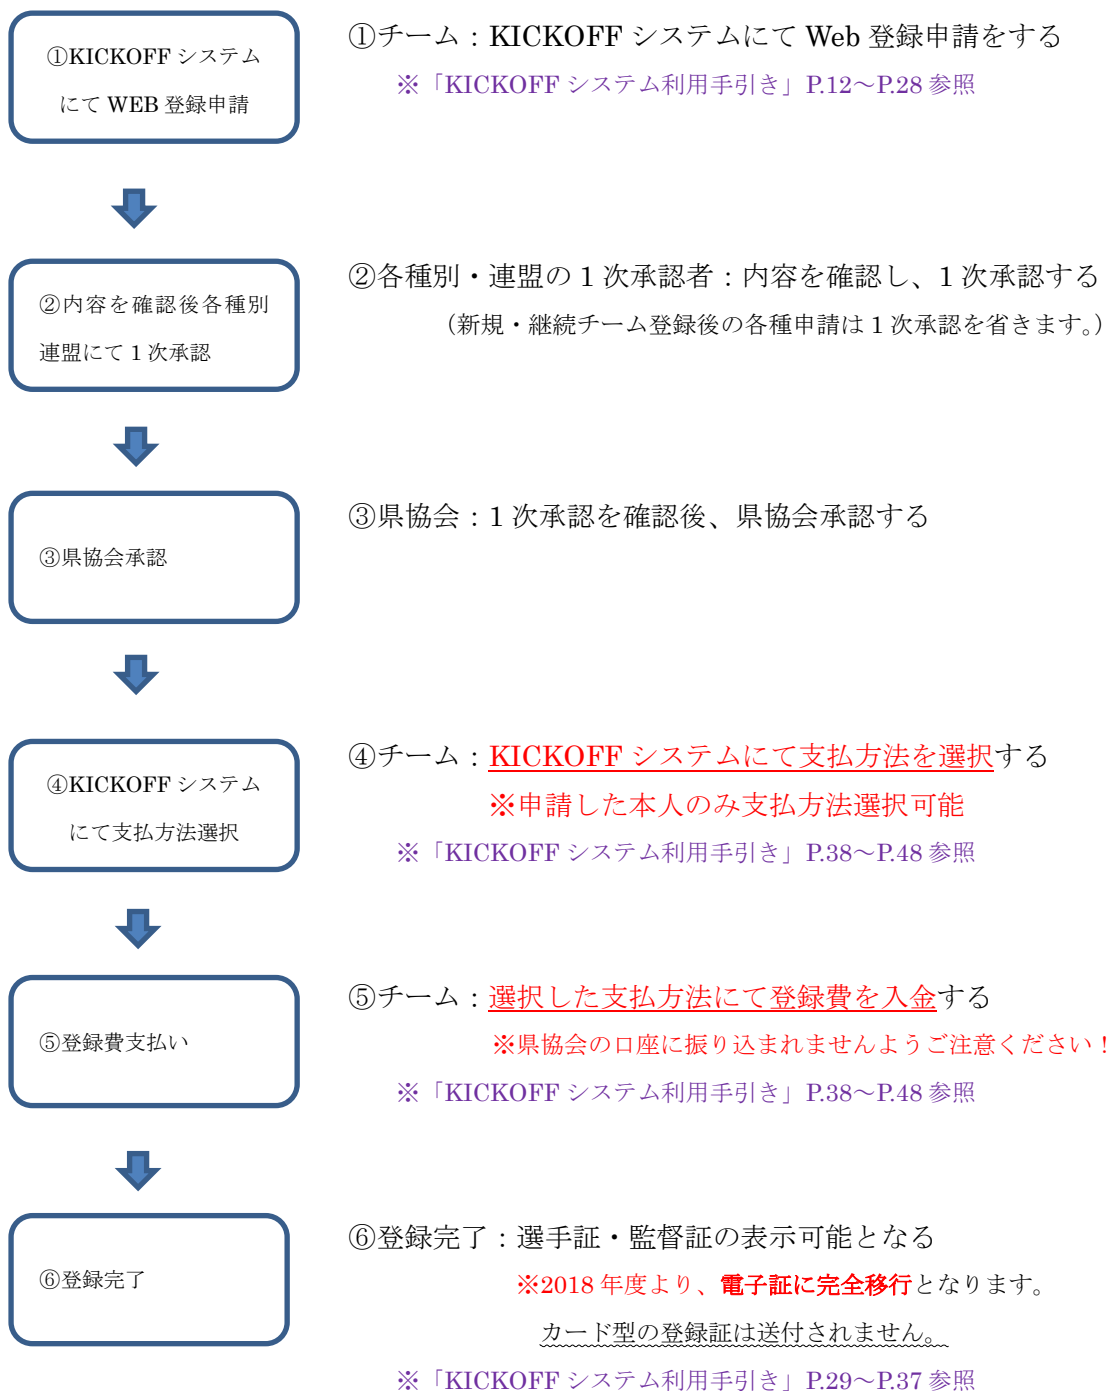 ①KICKOFF システム
にて WEB 登録申請
①チーム：KICKOFF システムにて Web 登録申請をする
※「KICKOFF システム利用手引き」P.12～P.28 参照
②内容を確認後各種別
連盟にて 1 次承認
②各種別・連盟の 1 次承認者：内容を確認し、1 次承認する
（新規・継続チーム登録後の各種申請は 1 次承認を省きます。）
③県協会承認
③県協会：1 次承認を確認後、県協会承認する
④KICKOFF システム
にて支払方法選択
④チーム：KICKOFF システムにて支払方法を選択する
※申請した本人のみ支払方法選択可能
※「KICKOFF システム利用手引き」P.38～P.48 参照
⑤登録費支払い
⑤チーム：選択した支払方法にて登録費を入金する
※県協会の口座に振り込まれませんようご注意ください！
※「KICKOFF システム利用手引き」P.38～P.48 参照
⑥登録完了
⑥登録完了：選手証・監督証の表示可能となる
※2018 年度より、電子証に完全移行となります。
カード型の登録証は送付されません。
※「KICKOFF システム利用手引き」P.29～P.37 参照